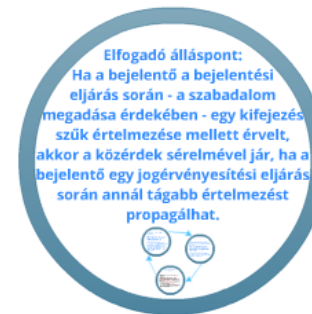 Elfogadó álláspont:
Ha a bejelentő a bejelentési
eljárás során - a szabadalom
megadása érdekében - egy kifejezés
szűk értelmezése mellett érvelt,
akkor a közérdek sérelmével jár, ha a
bejelentő egy jogérvényesítési eljárás
során annál tágabb értelmezést
propagálhat.